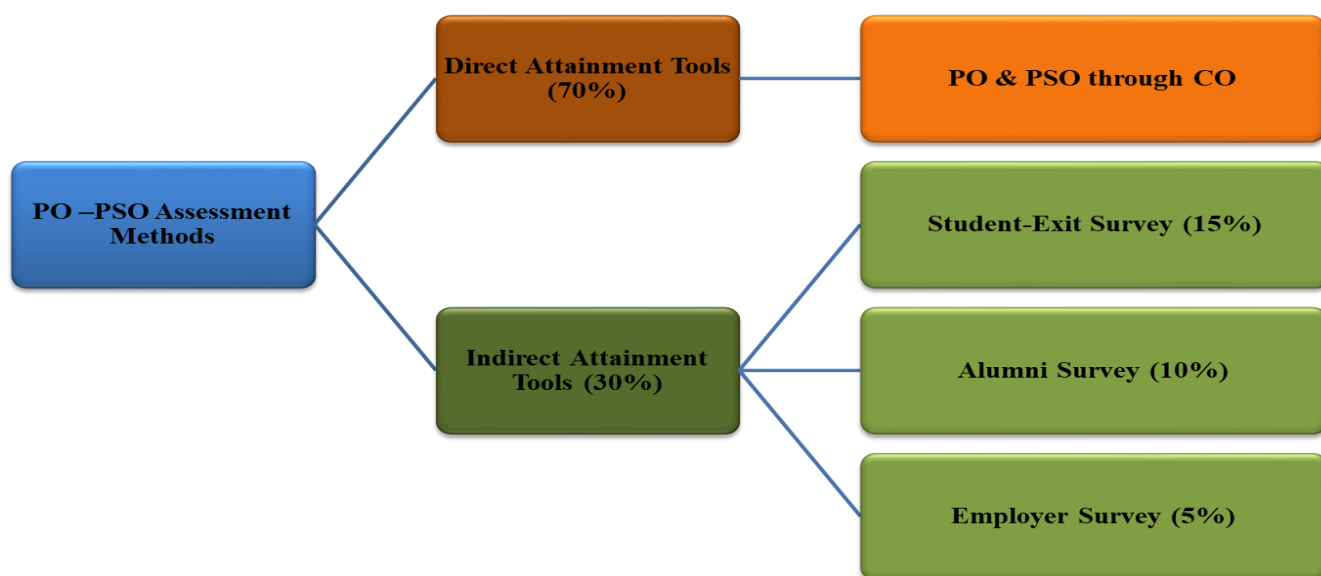 Direct Attainment Tools
(70%)
PO & PSO through CO
PO –PSO Assessment
Methods
Student-Exit Survey (15%)
Indirect Attainment
Tools (30%)
Alumni Survey (10%)
Employer Survey (5%)